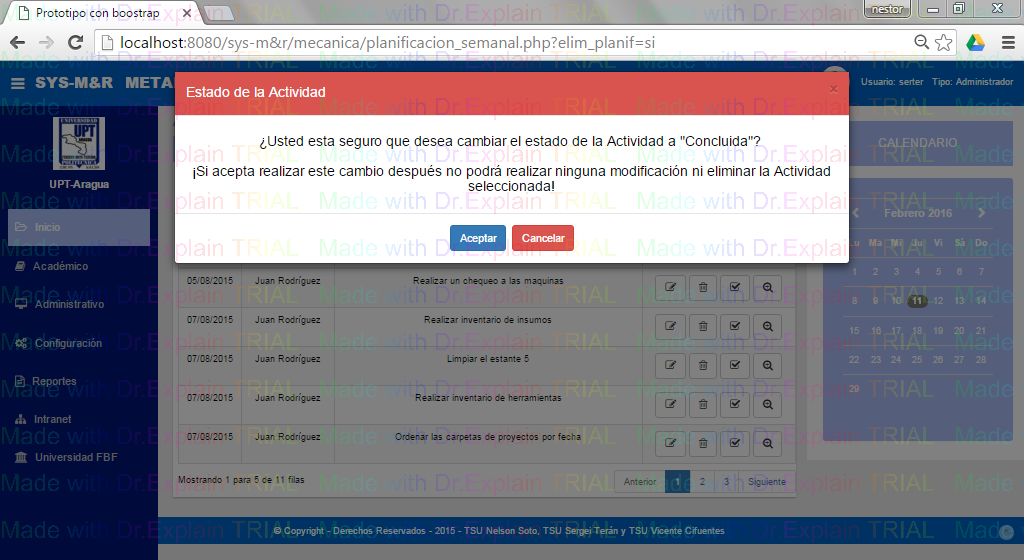 Prototipo con boostrap
nestor
localhost:8080/sys-m&r/mecanica/planificacion_semanal.php?elim_planif=si
SYS-M&R META
Usuario: serter Tipo: Administrador
Estado de la Actividad
×
¿Usted esta seguro que desea cambiar el estado de la Actividad a "Concluida"?
¡Si acepta realizar este cambio después no podrá realizar ninguna modificación ni eliminar la Actividad
seleccionada!
Aceptar Cancelar
UNIVERSIDAD
UPT
ARAGUA
UPT-Aragua
Inicio
Académico
Administrativo
Configuración
Reportes
Intranet
Universidad FBF
05/08/2015 Juan Rodríguez Realizar un chequeo a las maquinas
07/08/2015 Juan Rodríguez Realizar inventario de insumos
07/08/2015 Juan Rodríguez Limpiar el estante 5
07/08/2015 Juan Rodríguez Realizar inventario de herramientas
07/08/2015 Juan Rodríguez Ordenar las carpetas de proyectos por fecha
Mostrando 1 para 5 de 11 filas
Anterior 1 2 3 Siguiente
CALENDARIO
Febrero 2016
Lu Ma Mi Ju Vi Sá Do
1 2 3 4 5 6 7
8 9 10 11 12 13 14
15 16 17 18 19 20 21
22 23 24 25 26 27 28
29
© Copyright - Derechos Reservados - 2015 - TSU Nelson Soto, TSU Sergei Terán y TSU Vicente Cifuentes
Made with Dr.Explain TRIAL